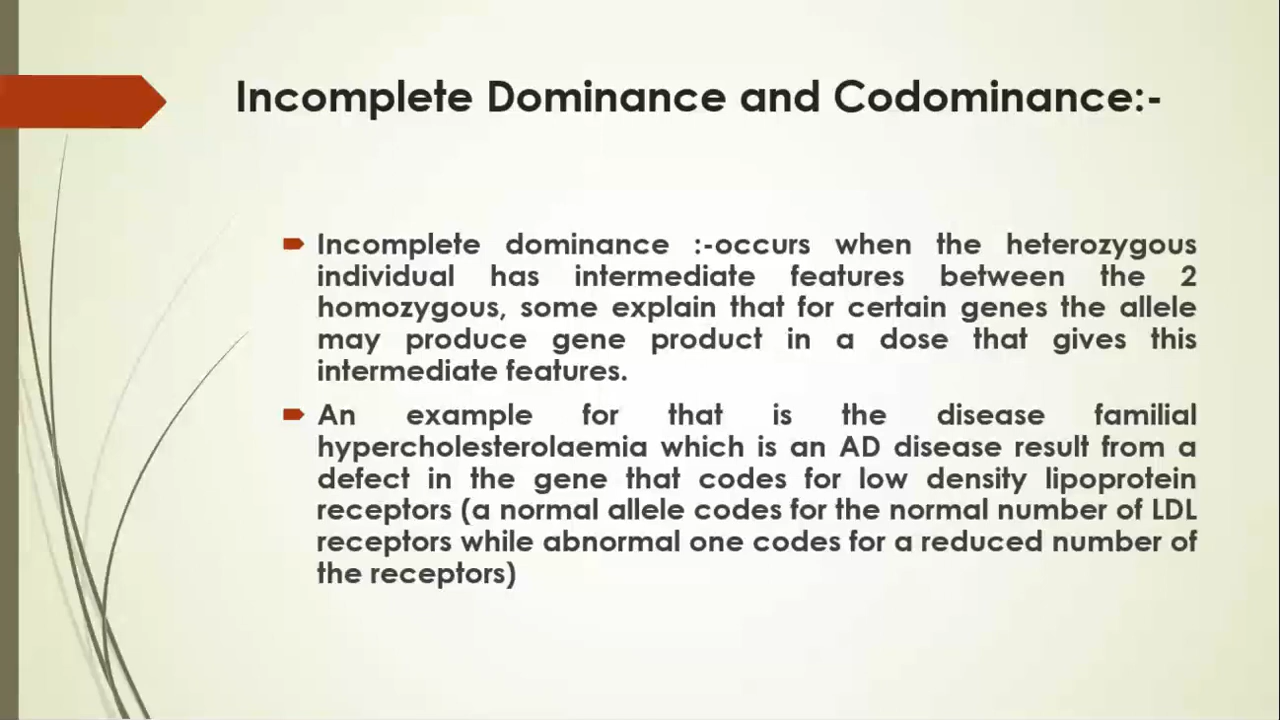 Incomplete Dominance and Codominance:-
Incomplete dominance :-occurs when the heterozygous
individual has intermediate features between the 2
homozygous, some explain that for certain genes the allele
may produce gene product in a dose that gives this
intermediate features.
An example for that is the disease familial
hypercholesterolaemia which is an AD disease result from a
defect in the gene that codes for low density lipoprotein
receptors (a normal allele codes for the normal number of LDL
receptors while abnormal one codes for a reduced number of
the receptors)